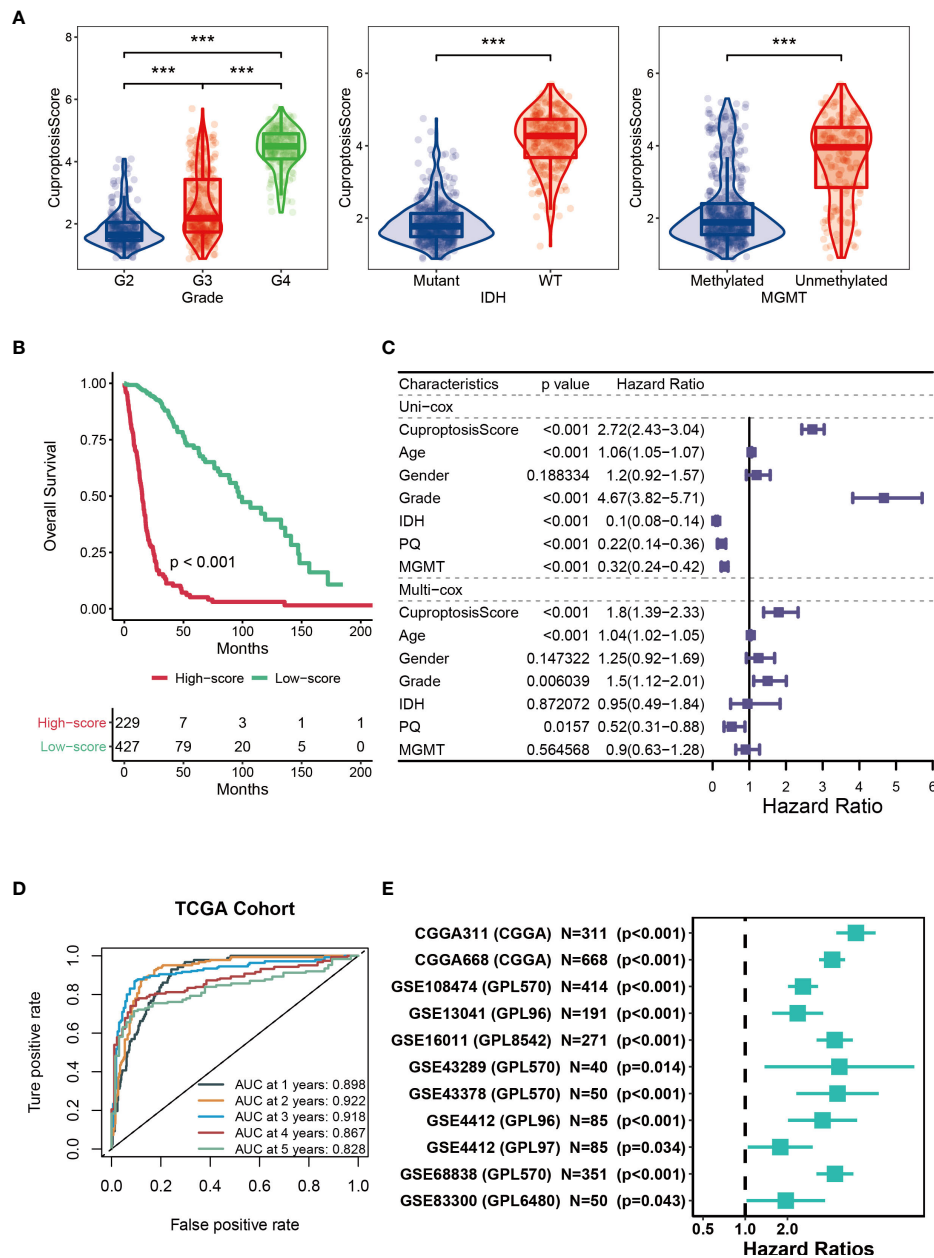 A
CuproptosisScore
8
6
4
2
***
*** ***
G2 G3 G4
Grade
CuproptosisScore
6
4
2
***
Mutant WT
IDH
CuproptosisScore
6
4
2
***
Methylated Unmethylated
MGMT
B
Overall Survival
1.00
0.75
0.50
0.25
0.00
p < 0.001
0 50 100 150 200
Months
High-score Low-score
High-score 229 7 3 1 1
Low-score 427 79 20 5 0
0 50 100 150 200
Months
C
Characteristics p value Hazard Ratio
Uni-cox
CuproptosisScore <0.001 2.72(2.43-3.04)
Age <0.001 1.06(1.05-1.07)
Gender 0.188334 1.2(0.92-1.57)
Grade <0.001 4.67(3.82-5.71)
IDH <0.001 0.1(0.08-0.14)
PQ <0.001 0.22(0.14-0.36)
MGMT <0.001 0.32(0.24-0.42)
Multi-cox
CuproptosisScore <0.001 1.8(1.39-2.33)
Age <0.001 1.04(1.02-1.05)
Gender 0.147322 1.25(0.92-1.69)
Grade 0.006039 1.5(1.12-2.01)
IDH 0.872072 0.95(0.49-1.84)
PQ 0.0157 0.52(0.31-0.88)
MGMT 0.564568 0.9(0.63-1.28)
0 1 2 3 4 5 6
Hazard Ratio
D
TCGA Cohort
Ture positive rate
1.0
0.8
0.6
0.4
0.2
0.0
AUC at 1 years: 0.898
AUC at 2 years: 0.922
AUC at 3 years: 0.918
AUC at 4 years: 0.867
AUC at 5 years: 0.828
0.0 0.2 0.4 0.6 0.8 1.0
False positive rate
E
CGGA311 (CGGA) N=311 (p<0.001)
CGGA668 (CGGA) N=668 (p<0.001)
GSE108474 (GPL570) N=414 (p<0.001)
GSE13041 (GPL96) N=191 (p<0.001)
GSE16011 (GPL8542) N=271 (p<0.001)
GSE43289 (GPL570) N=40 (p=0.014)
GSE43378 (GPL570) N=50 (p<0.001)
GSE4412 (GPL96) N=85 (p<0.001)
GSE4412 (GPL97) N=85 (p=0.034)
GSE68838 (GPL570) N=351 (p<0.001)
GSE83300 (GPL6480) N=50 (p=0.043)
0.5 1.0 2.0
Hazard Ratios